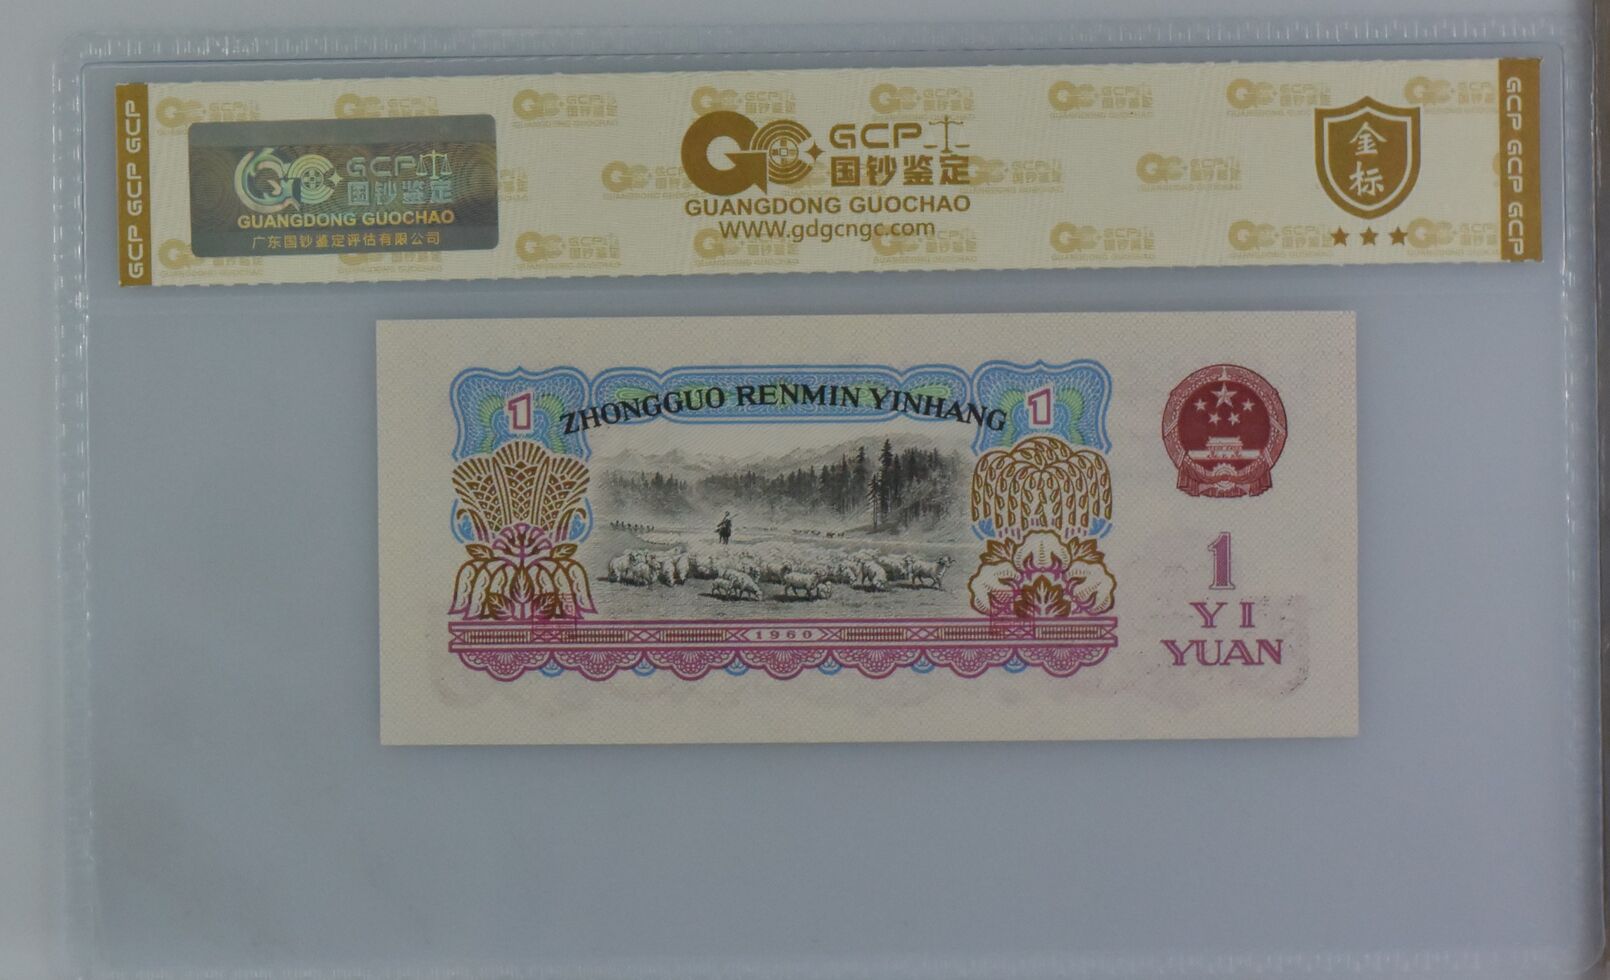 GCP GCP GCP
GCP
国钞鉴定
GUANGDONG GUOCHAO
广东国钞鉴定评估有限公司
GCP
国钞鉴定
GUANGDONG GUOCHAO
WWW.gdgcngc.com
金
标
GCP GCP GCP
ZHONGGUO RENMIN YINHANG
1
1
1960
1
YI
YUAN